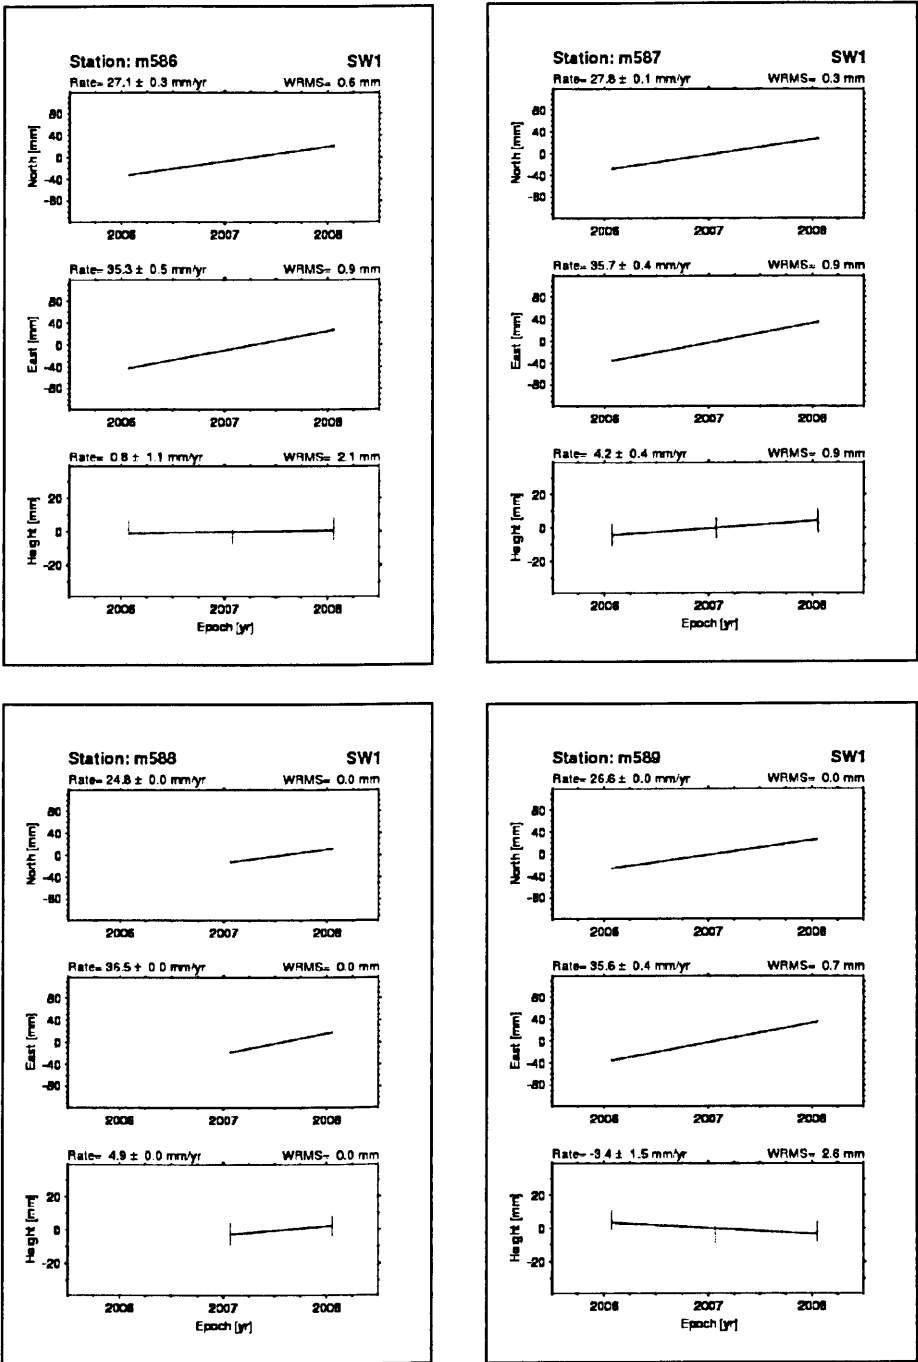 Station: m586 SW1
Rate= 27.1 ± 0.3 mm/yr WRMS= 0.6 mm
80
40
0
-40
-80
North [mm]
2006 2007 2008
Rate= 35.3 ± 0.5 mm/yr WRMS= 0.9 mm
80
40
0
-40
-80
East [mm]
2006 2007 2008
Rate= 0.8 ± 1.1 mm/yr WRMS= 2.1 mm
20
0
-20
Height [mm]
2006 2007 2008
Epoch [yr]
Station: m587 SW1
Rate= 27.8 ± 0.1 mm/yr WRMS= 0.3 mm
80
40
0
-40
-80
North [mm]
2006 2007 2008
Rate= 35.7 ± 0.4 mm/yr WRMS= 0.9 mm
80
40
0
-40
-80
East [mm]
2006 2007 2008
Rate= 4.2 ± 0.4 mm/yr WRMS= 0.9 mm
20
0
-20
Height [mm]
2006 2007 2008
Epoch [yr]
Station: m588 SW1
Rate= 24.8 ± 0.0 mm/yr WRMS= 0.0 mm
80
40
0
-40
-80
North [mm]
2006 2007 2008
Rate= 36.5 ± 0.0 mm/yr WRMS= 0.0 mm
80
40
0
-40
-80
East [mm]
2006 2007 2008
Rate= 4.9 ± 0.0 mm/yr WRMS= 0.0 mm
20
0
-20
Height [mm]
2006 2007 2008
Epoch [yr]
Station: m589 SW1
Rate= 26.6 ± 0.0 mm/yr WRMS= 0.0 mm
80
40
0
-40
-80
North [mm]
2006 2007 2008
Rate= 35.6 ± 0.4 mm/yr WRMS= 0.7 mm
80
40
0
-40
-80
East [mm]
2006 2007 2008
Rate= -3.4 ± 1.5 mm/yr WRMS= 2.6 mm
20
0
-20
Height [mm]
2006 2007 2008
Epoch [yr]